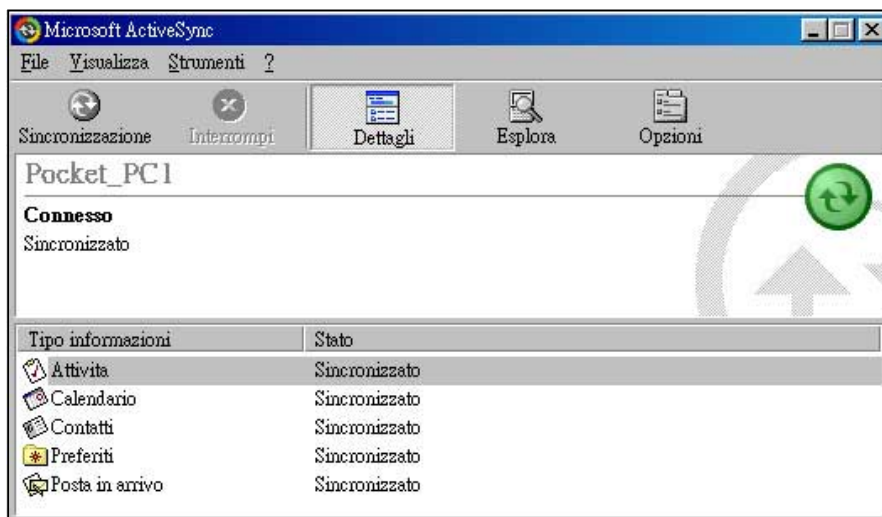 Microsoft ActiveSync
File Visualizza Strumenti ?
Sincronizzazione Interrompi Dettagli Esplora Opzioni
Pocket_PC1
Connesso
Sincronizzato
Tipo informazioni Stato
Attivita Sincronizzato
Calendario Sincronizzato
Contatti Sincronizzato
Preferiti Sincronizzato
Posta in arrivo Sincronizzato